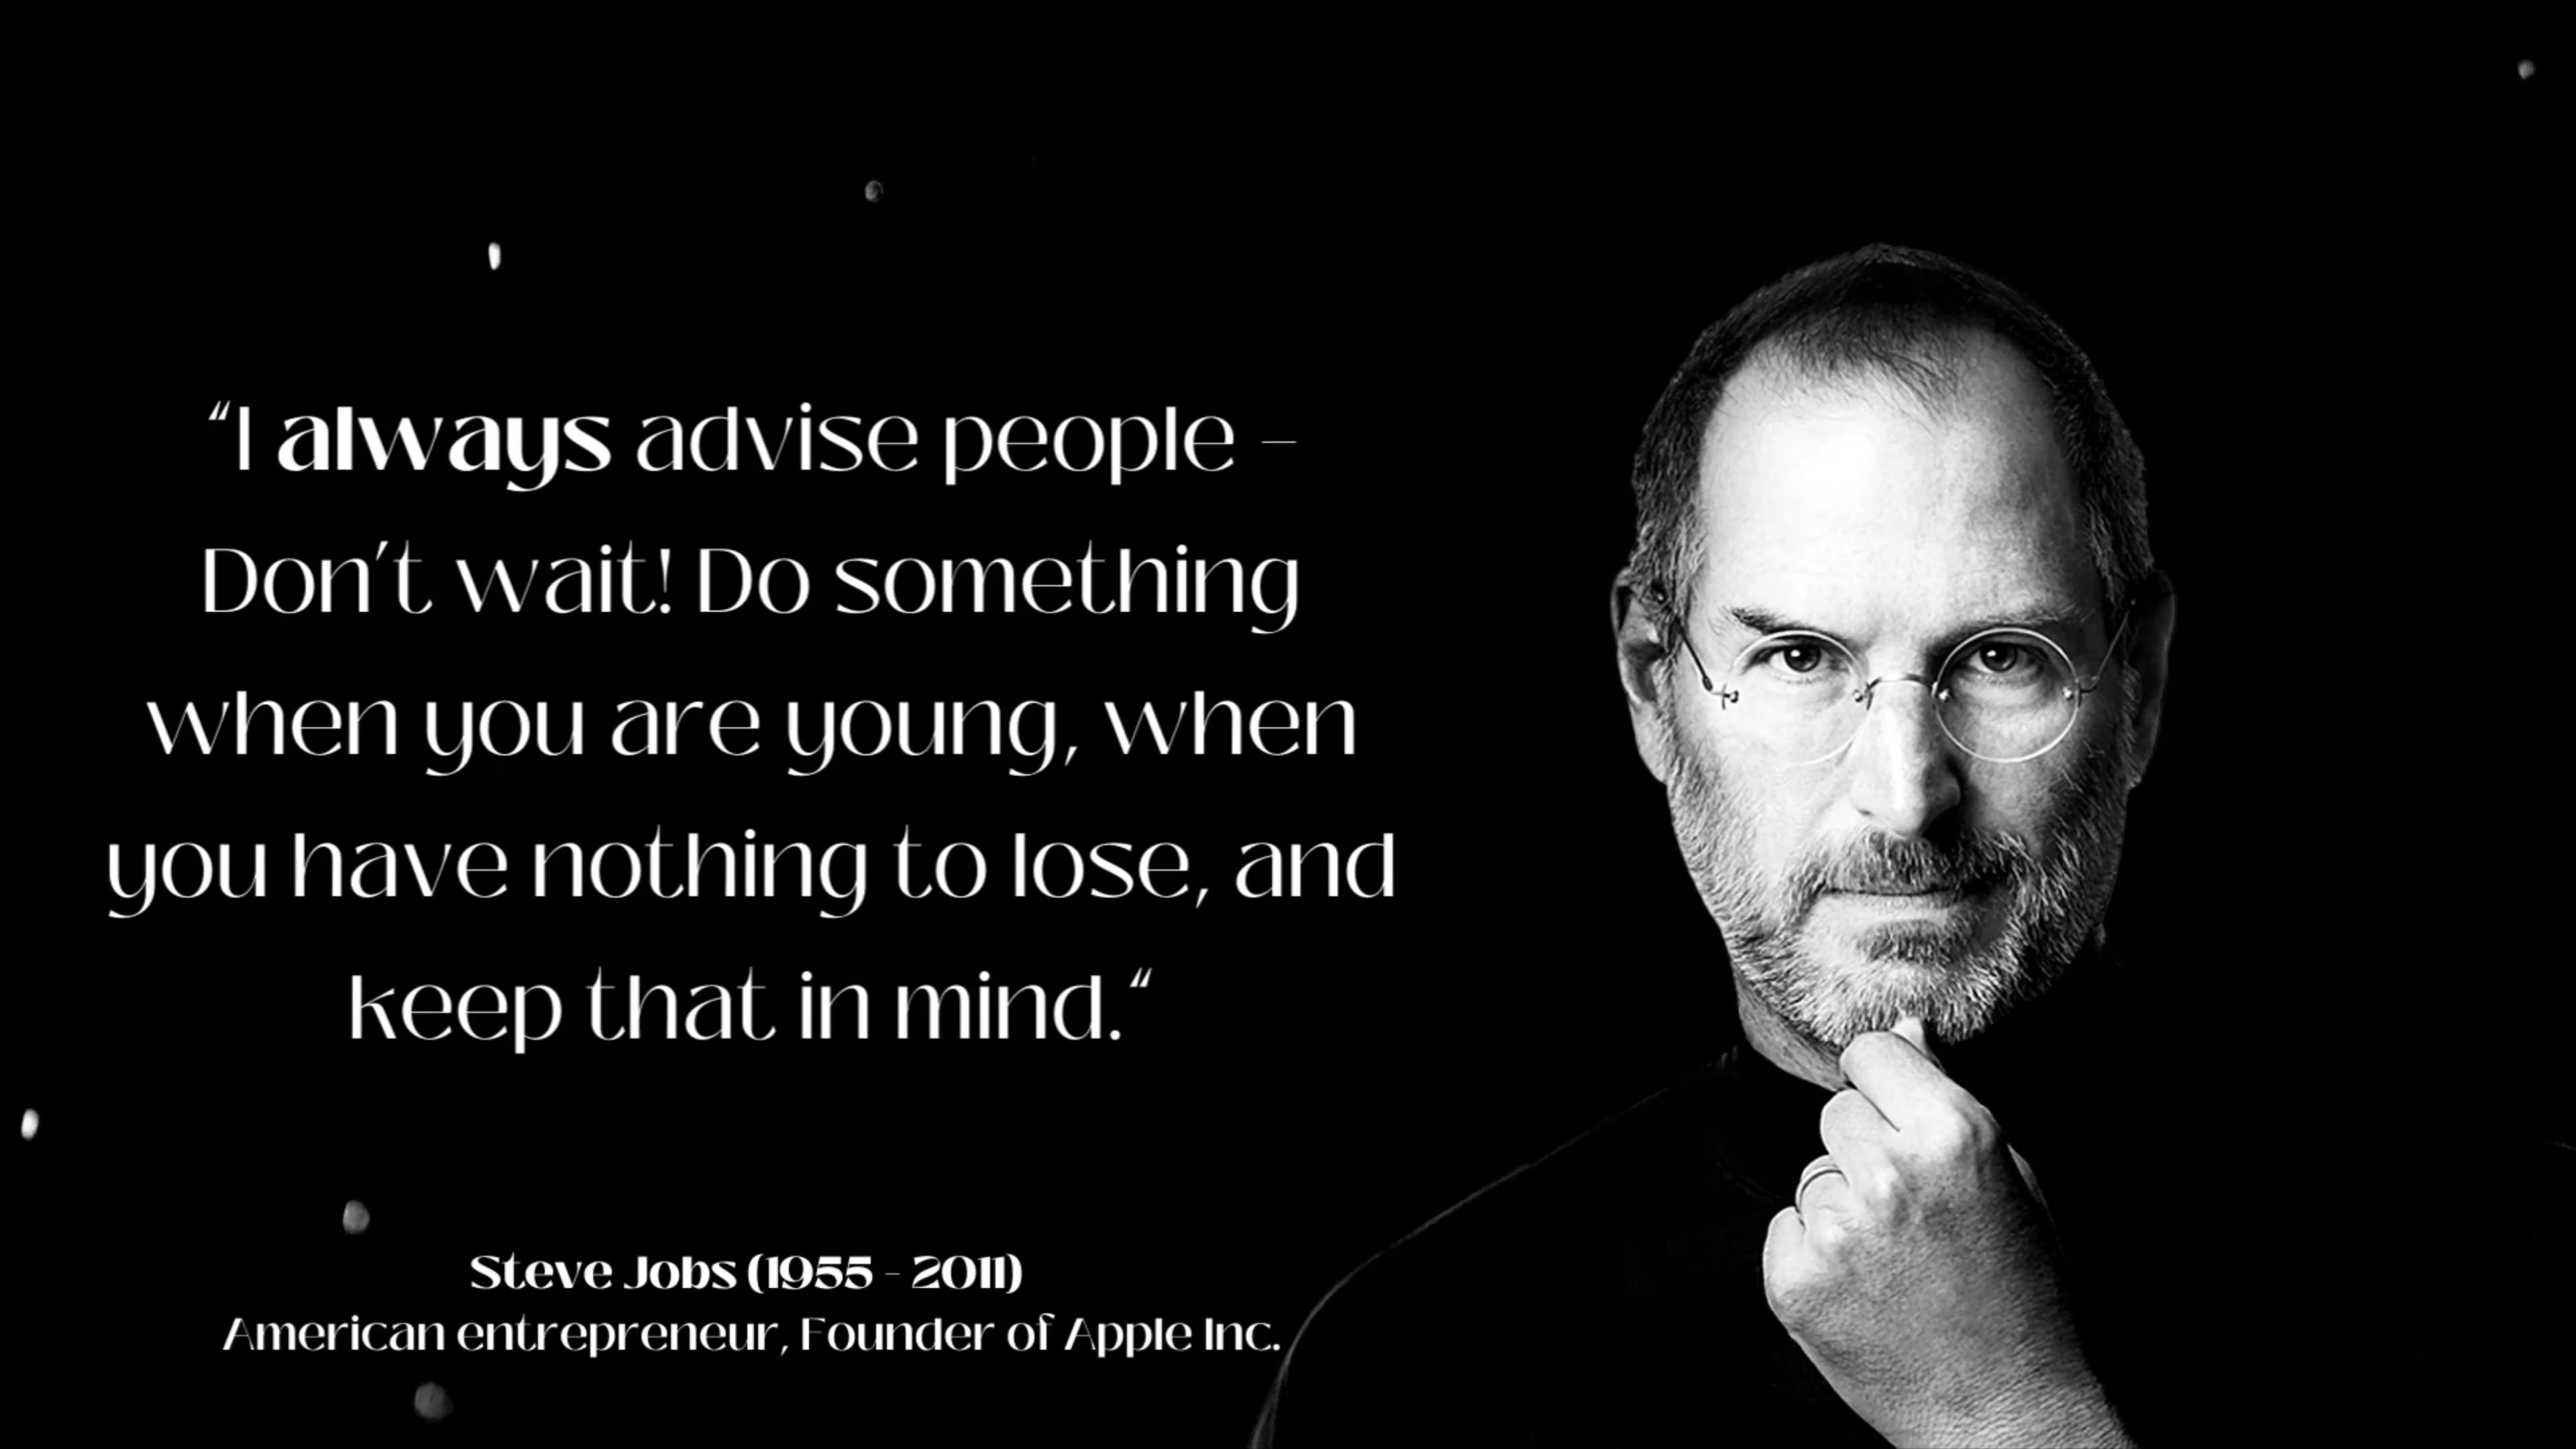 “I always advise people –
Don’t wait! Do something
when you are young, when
you have nothing to lose, and
keep that in mind.“
Steve Jobs (1955 - 2011)
American entrepreneur, Founder of Apple Inc.